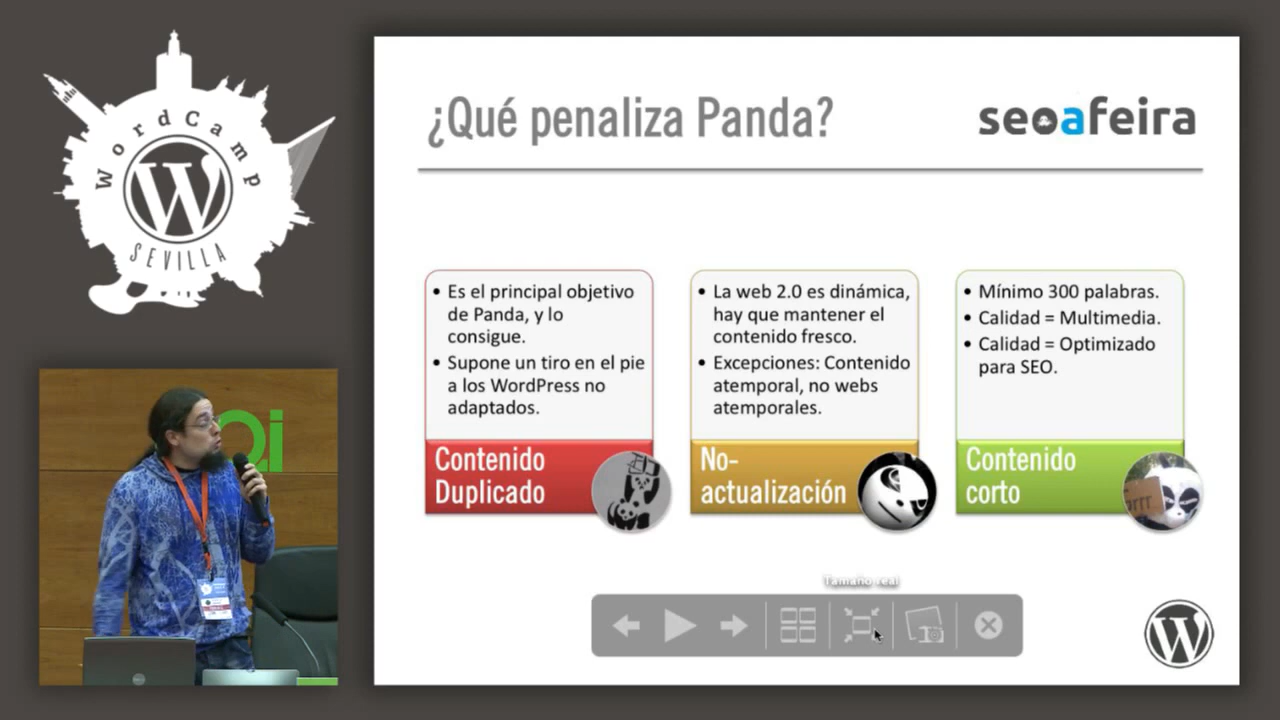 WordCamp
SEVILLA
¿Qué penaliza Panda?
seoafeira
• Es el principal objetivo
de Panda, y lo
consigue.
• Supone un tiro en el pie
a los WordPress no
adaptados.
Contenido
Duplicado
• La web 2.0 es dinámica,
hay que mantener el
contenido fresco.
• Excepciones: Contenido
atemporal, no webs
atemporales.
No-
actualización
• Mínimo 300 palabras.
• Calidad = Multimedia.
• Calidad = Optimizado
para SEO.
Contenido
corto
Tamaño real